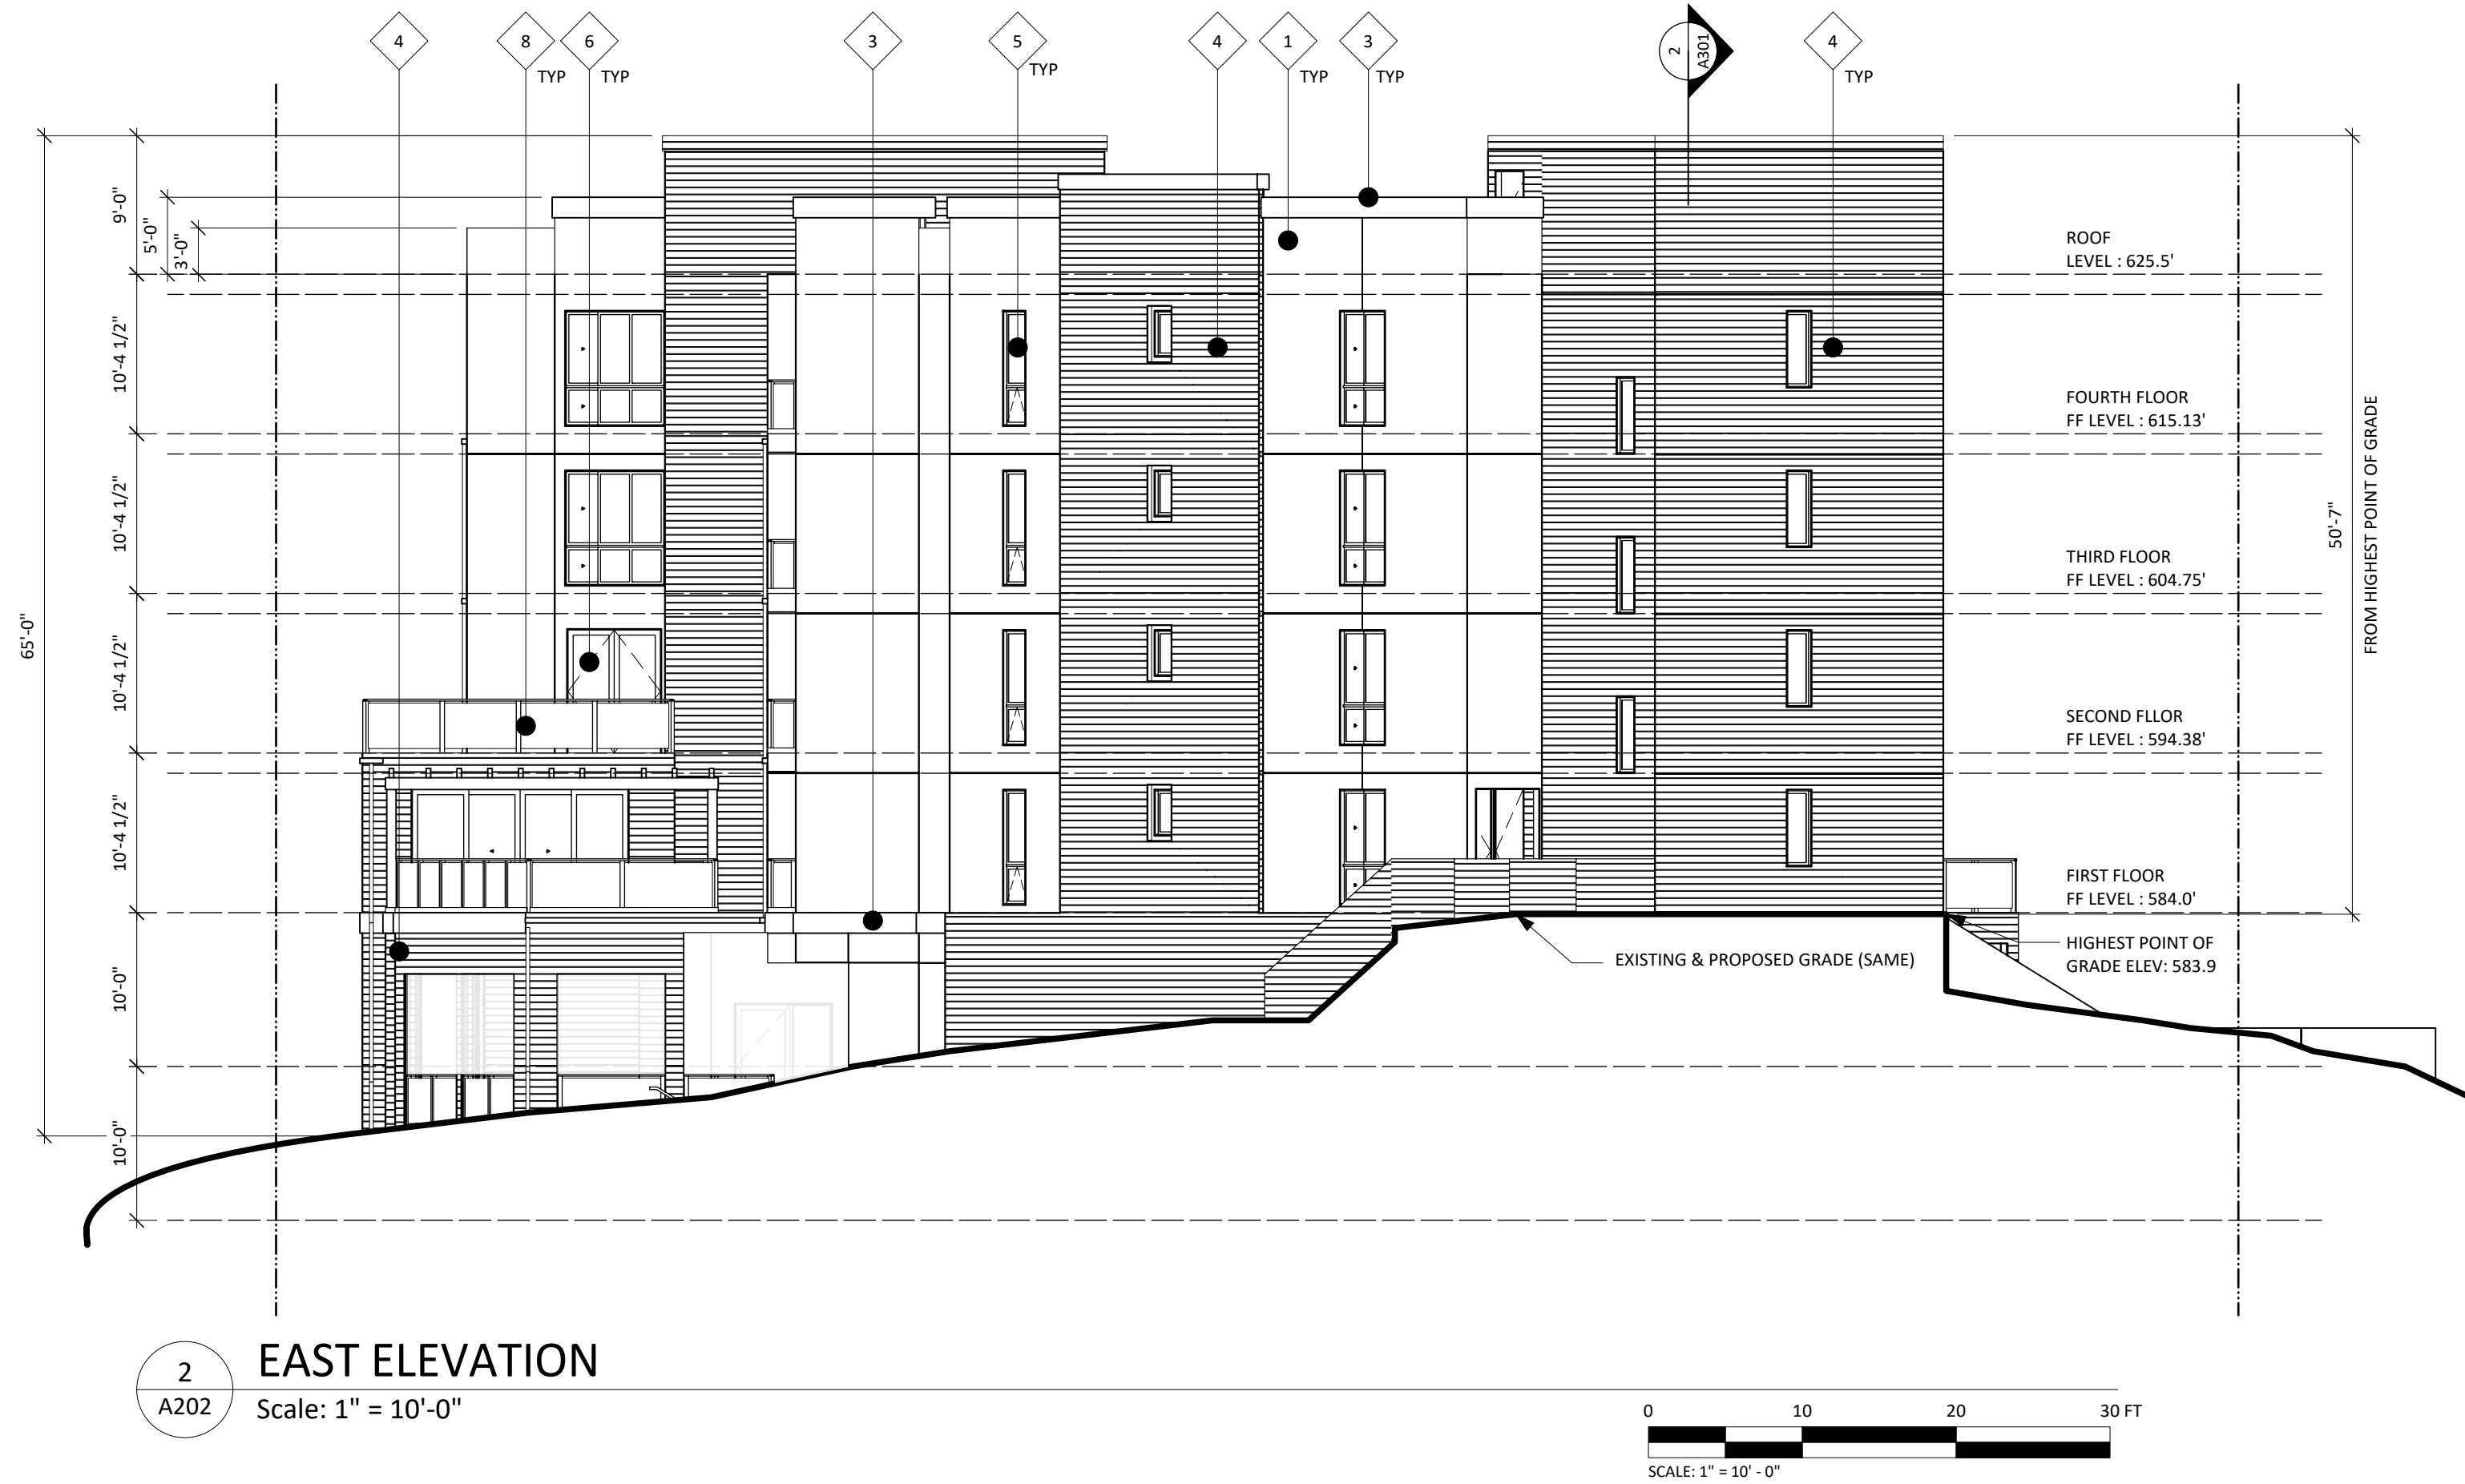 4
8
6
3
5
4
1
3
2
A301
4
TYP
TYP
TYP
TYP
TYP
TYP
9'-0"
5'-0"
3'-0"
10'-4 1/2"
10'-4 1/2"
10'-4 1/2"
10'-4 1/2"
10'-0"
10'-0"
65'-0"
ROOF
LEVEL : 625.5'
FOURTH FLOOR
FF LEVEL : 615.13'
THIRD FLOOR
FF LEVEL : 604.75'
SECOND FLLOR
FF LEVEL : 594.38'
FIRST FLOOR
FF LEVEL : 584.0'
50'-7"
FROM HIGHEST POINT OF GRADE
HIGHEST POINT OF
GRADE ELEV: 583.9
EXISTING & PROPOSED GRADE (SAME)
2
A202
EAST ELEVATION
Scale: 1" = 10'-0"
0 10 20 30 FT
SCALE: 1" = 10' - 0"